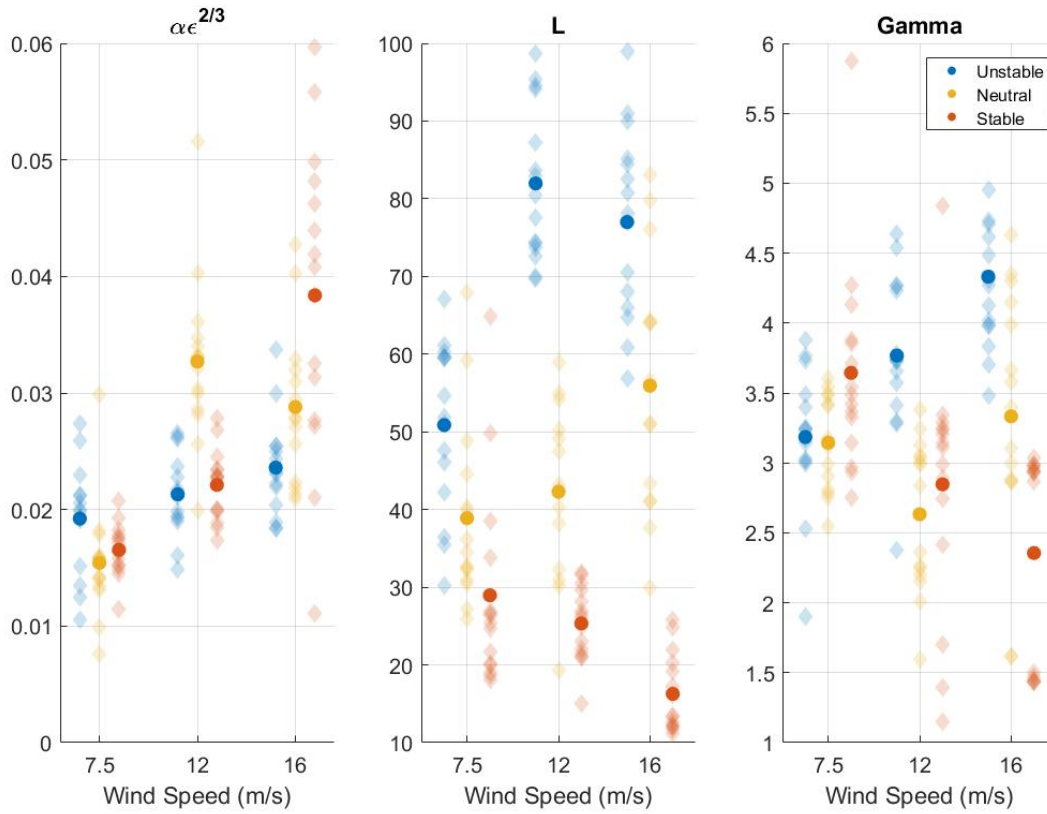 αϵ^{2/3}
0.06
0.05
0.04
0.03
0.02
0.01
0
7.5 12 16
Wind Speed (m/s)
L
100
90
80
70
60
50
40
30
20
10
7.5 12 16
Wind Speed (m/s)
Gamma
6
5.5
5
4.5
4
3.5
3
2.5
2
1.5
1
7.5 12 16
Wind Speed (m/s)
Unstable
Neutral
Stable